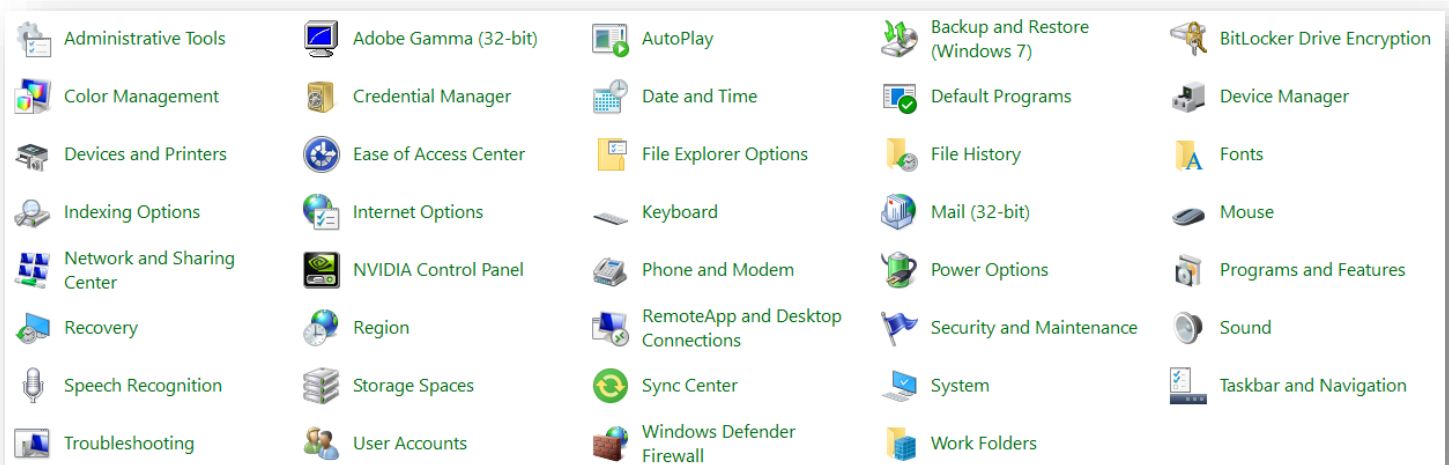 Administrative Tools
Adobe Gamma (32-bit)
AutoPlay
Backup and Restore
(Windows 7)
BitLocker Drive Encryption
Color Management
Credential Manager
Date and Time
Default Programs
Device Manager
Devices and Printers
Ease of Access Center
File Explorer Options
File History
Fonts
Indexing Options
Internet Options
Keyboard
Mail (32-bit)
Mouse
Network and Sharing
Center
NVIDIA Control Panel
Phone and Modem
Power Options
Programs and Features
Recovery
Region
RemoteApp and Desktop
Connections
Security and Maintenance
Sound
Speech Recognition
Storage Spaces
Sync Center
System
Taskbar and Navigation
Troubleshooting
User Accounts
Windows Defender
Firewall
Work Folders